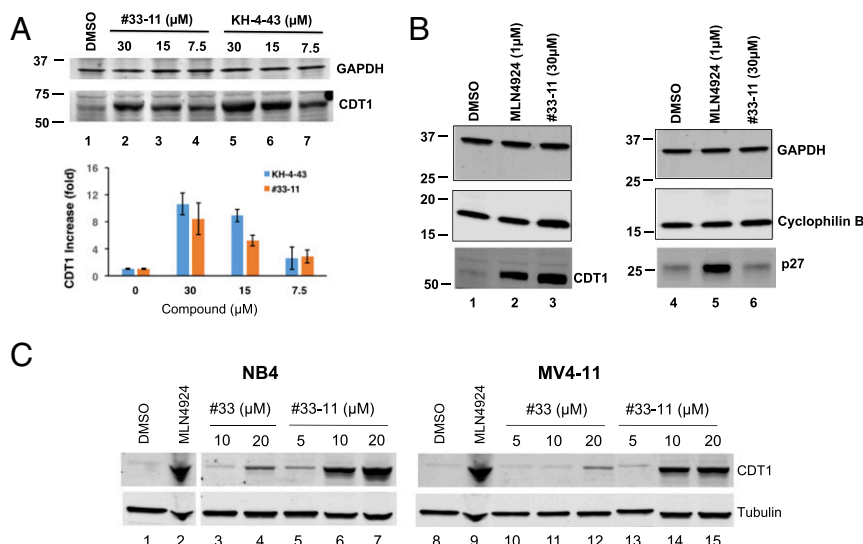 A
DMSO
#33-11 (μM)
KH-4-43 (μM)
30 15 7.5 30 15 7.5
37
GAPDH
75
CDT1
50
1 2 3 4 5 6 7
CDT1 Increase (fold)
16
12
8
4
0
KH-4-43
#33-11
0 30 15 7.5
Compound (μM)
B
DMSO
MLN4924 (1μM)
#33-11 (30μM)
37
25
20
15
50
CDT1
1 2 3
DMSO
MLN4924 (1μM)
#33-11 (30μM)
37
GAPDH
25
20
Cyclophilin B
15
25
p27
4 5 6
C
NB4
DMSO
MLN4924
#33 (μM)
#33-11 (μM)
10 20 5 10 20
1 2 3 4 5 6 7
MV4-11
DMSO
MLN4924
#33 (μM)
#33-11 (μM)
5 10 20 5 10 20
CDT1
Tubulin
8 9 10 11 12 13 14 15